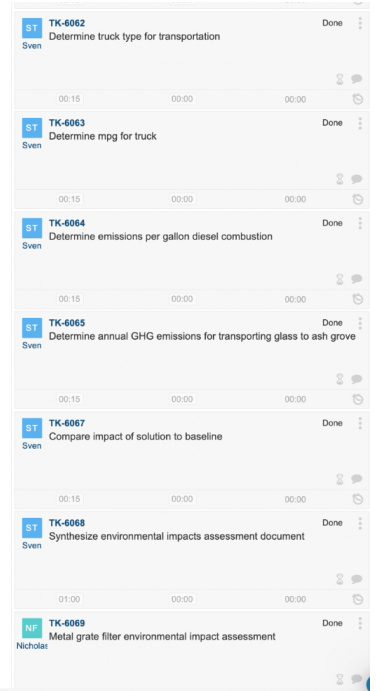 ST TK-6062 Done
Determine truck type for transportation
Sven
00:15 00:00 00:00
ST TK-6063 Done
Determine mpg for truck
Sven
00:15 00:00 00:00
ST TK-6064 Done
Determine emissions per gallon diesel combustion
Sven
00:15 00:00 00:00
ST TK-6065 Done
Determine annual GHG emissions for transporting glass to ash grove
Sven
00:15 00:00 00:00
ST TK-6067 Done
Compare impact of solution to baseline
Sven
00:15 00:00 00:00
ST TK-6068 Done
Synthesize environmental impacts assessment document
Sven
01:00 00:00 00:00
NF TK-6069 Done
Metal grate filter environmental impact assessment
Nicholas